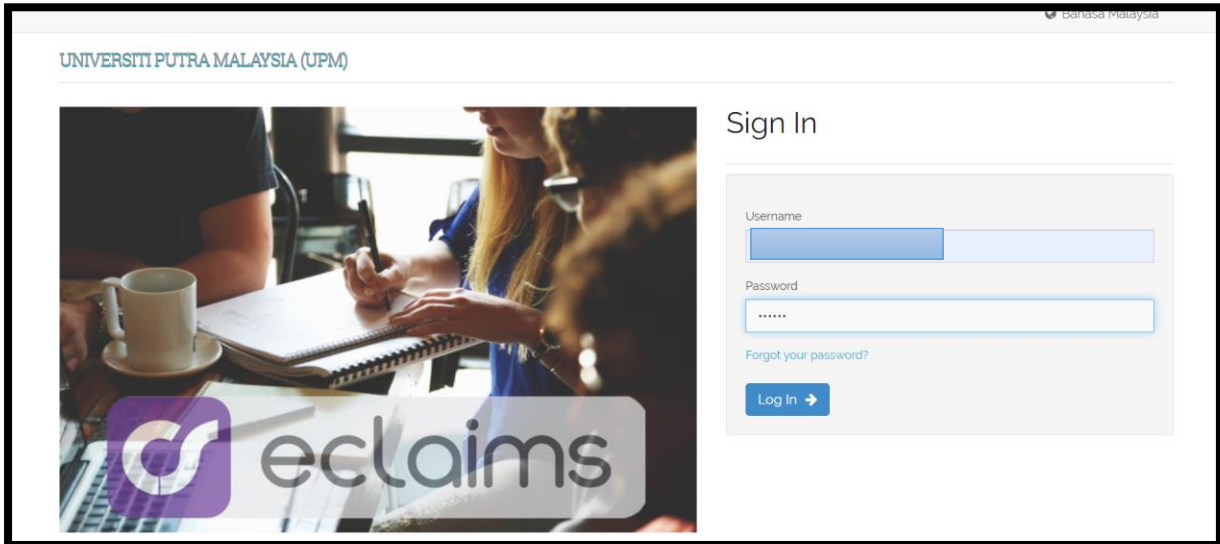 Bahasa Malaysia
UNIVERSITI PUTRA MALAYSIA (UPM)
Sign In
Username
Password
••••••
Forgot your password?
Log In
eclaims